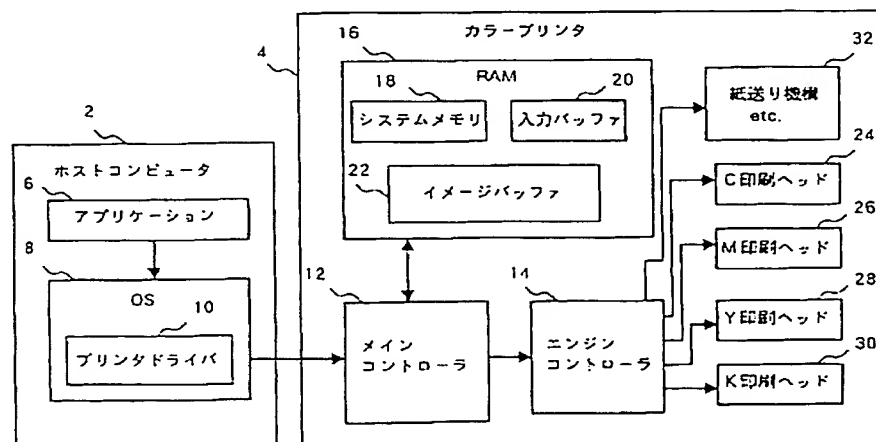 カラープリンタ
4
16
RAM
18
システムメモリ
20
入力バッファ
22
イメージバッファ
32
紙送り機構
etc.
2
ホストコンピュータ
6
アプリケーション
8
OS
10
プリンタドライバ
12
メイン
コントローラ
14
エンジン
コントローラ
24
C印刷ヘッド
26
M印刷ヘッド
28
Y印刷ヘッド
30
K印刷ヘッド